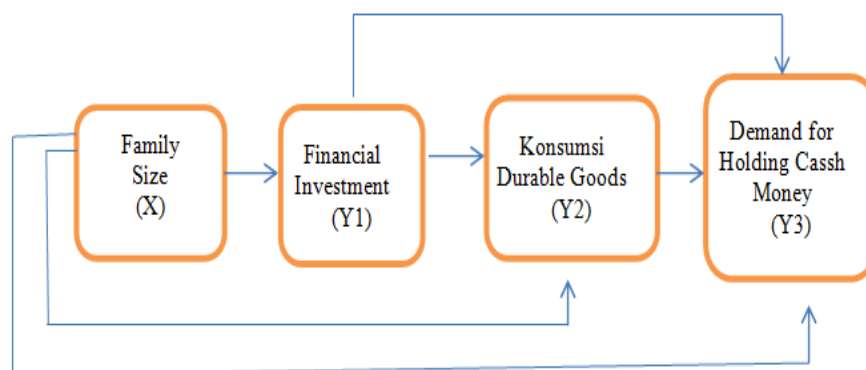 Family
Size
(X)
Financial
Investment
(Y1)
Konsumsi
Durable Goods
(Y2)
Demand for
Holding Cassh
Money
(Y3)